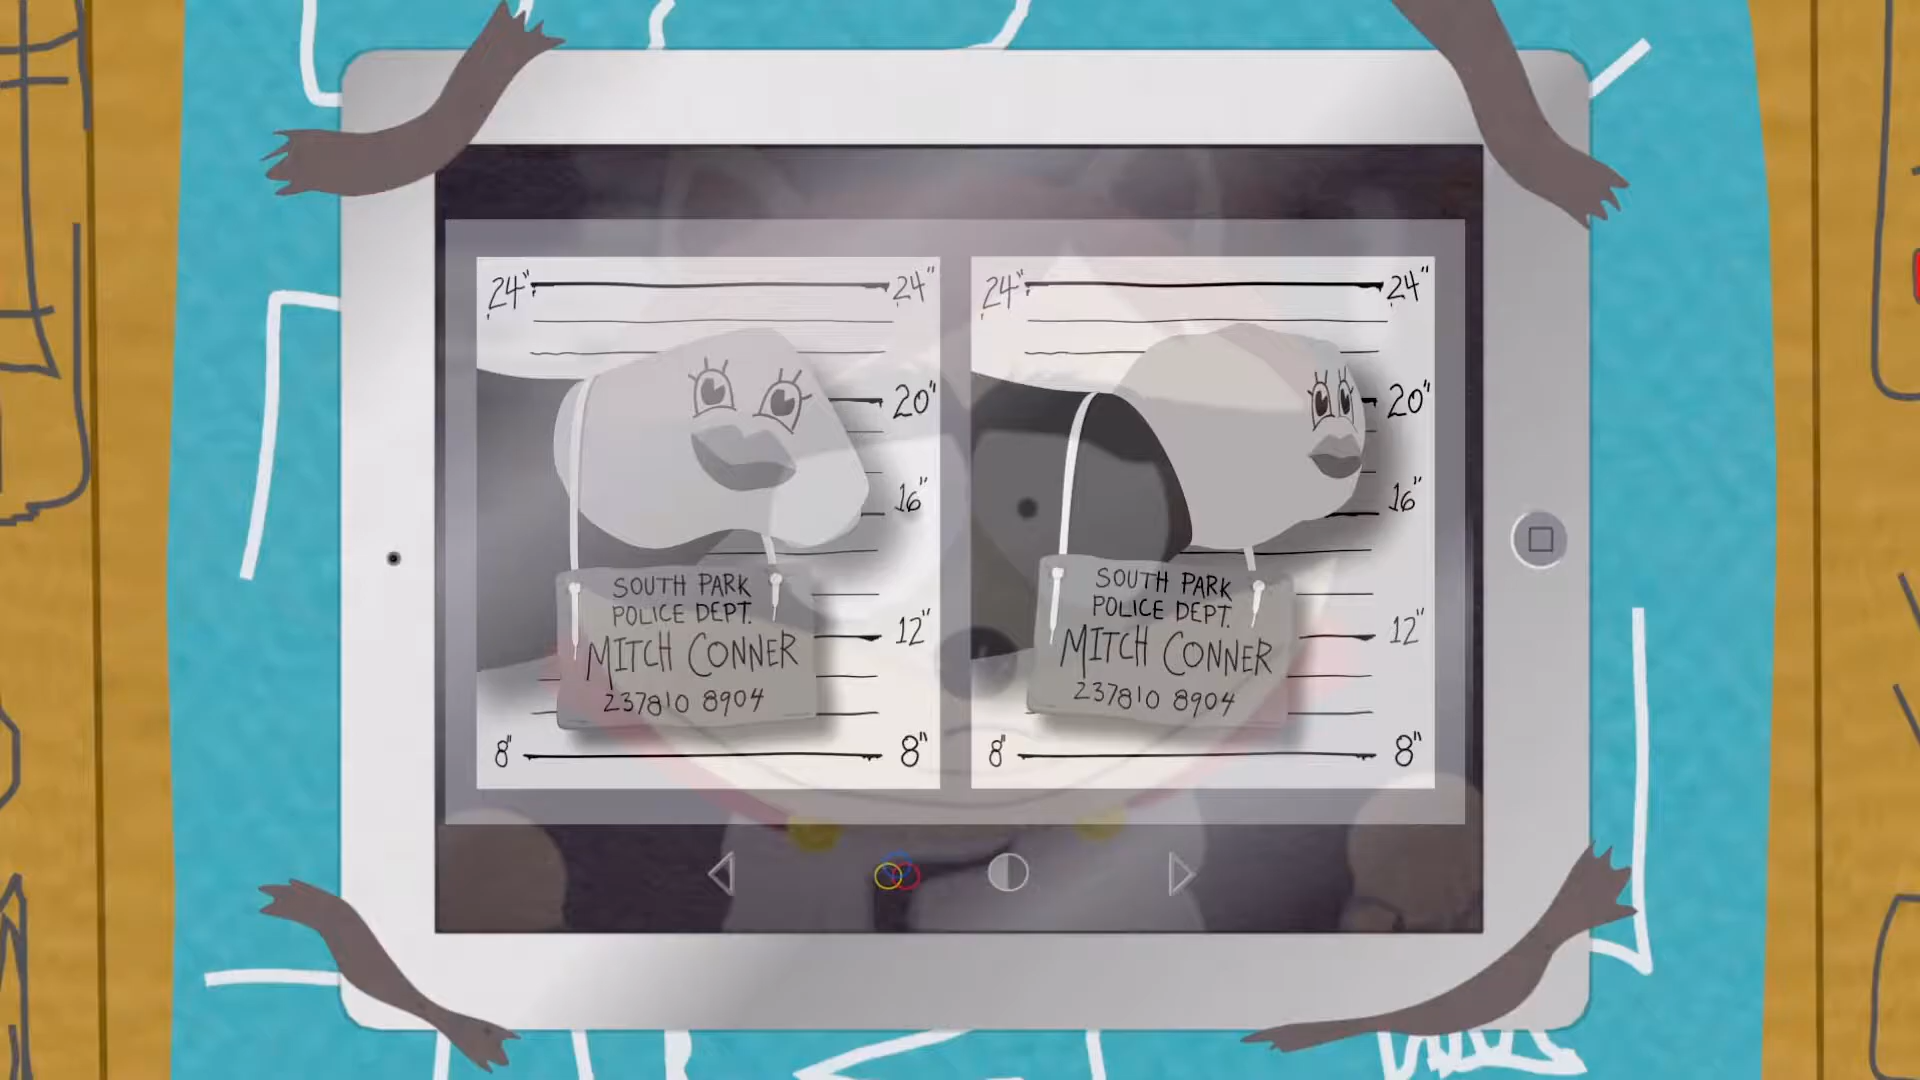 24" 24"
20"
16"
SOUTH PARK
POLICE DEPT.
MITCH CONNER
237810 8904
12"
8" 8"
24" 24"
20"
16"
SOUTH PARK
POLICE DEPT.
MITCH CONNER
237810 8904
12"
8" 8"